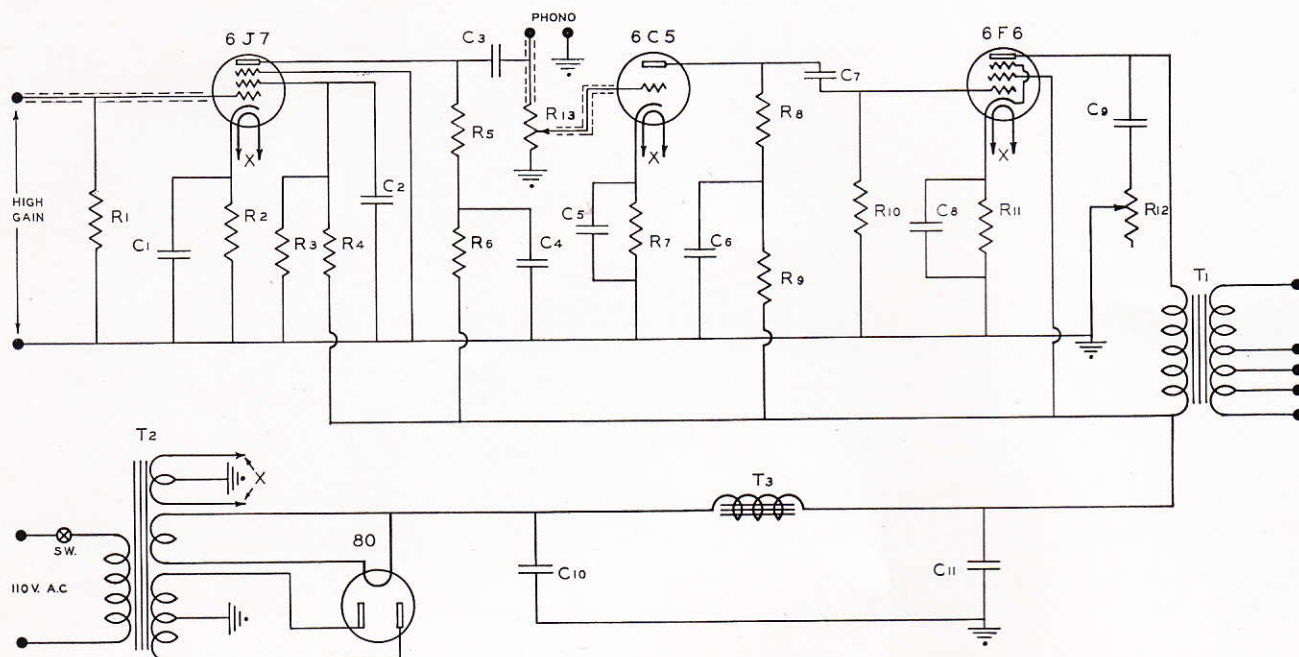 PHONO
6J7
C3
6C5
6F6
C7
C9
R13
R5
R8
X
X
X
HIGH GAIN
R1
C2
C1
R2
R3
R4
R6
C4
C5
R7
C6
R10
C8
R11
R12
R9
T1
T2
X
T3
SW.
80
110V. A.C
C10
C11